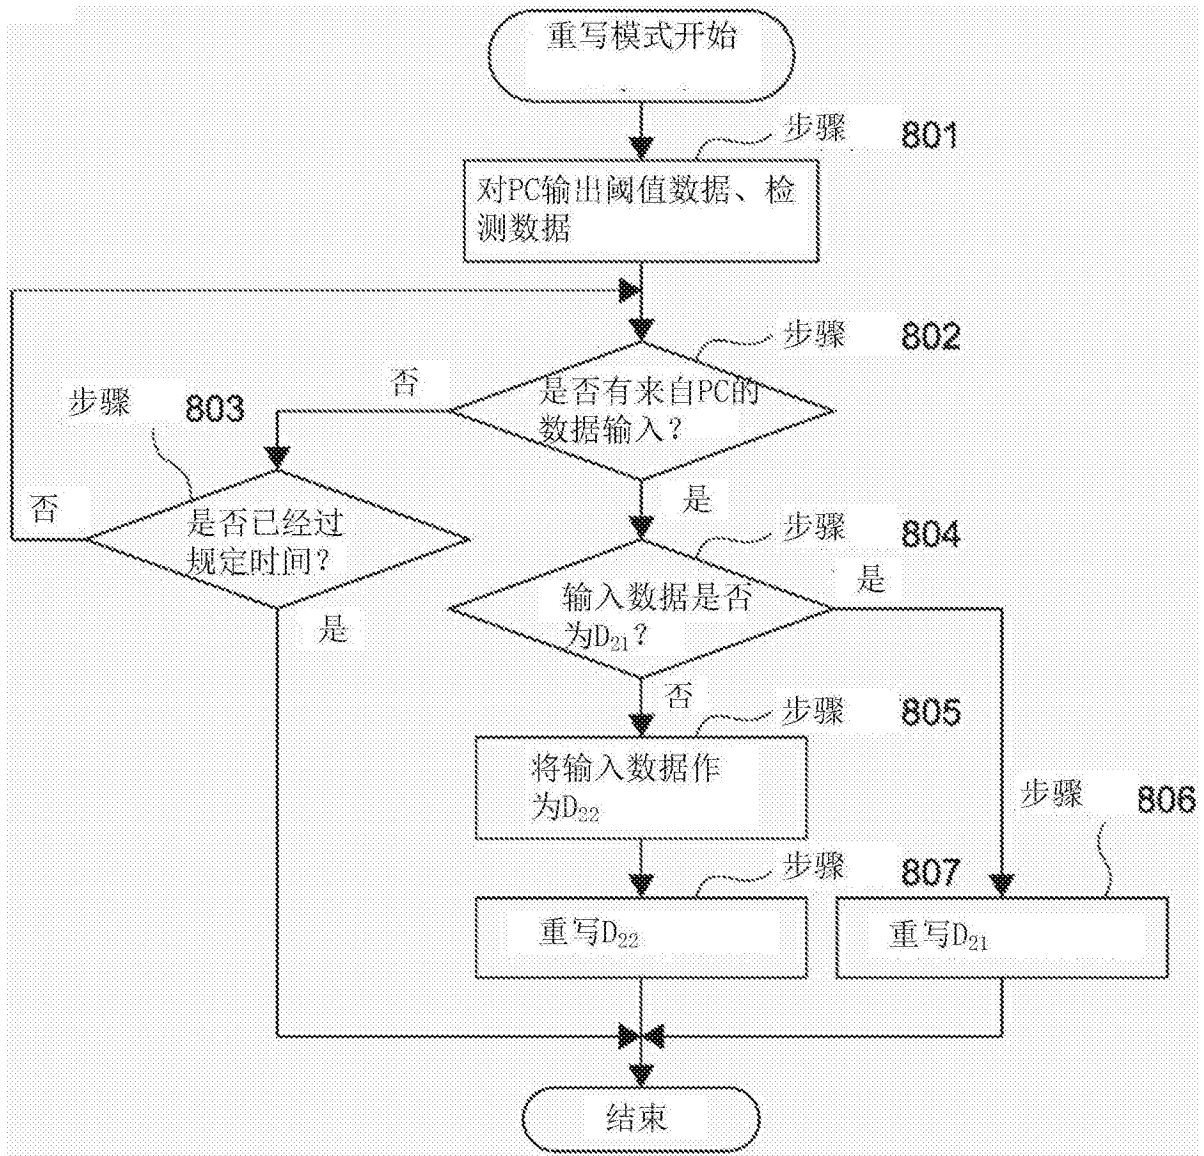 重写模式开始
步骤 801
对PC输出阈值数据、检
测数据
步骤 802
是否有来自PC的
数据输入？
否
步骤 803
是否已经过
规定时间？
否
是
是
步骤 804
输入数据是否
为D₂₁？
是
否
步骤 805
将输入数据作
为D₂₂
步骤 806
步骤 807
重写D₂₂
重写D₂₁
结束